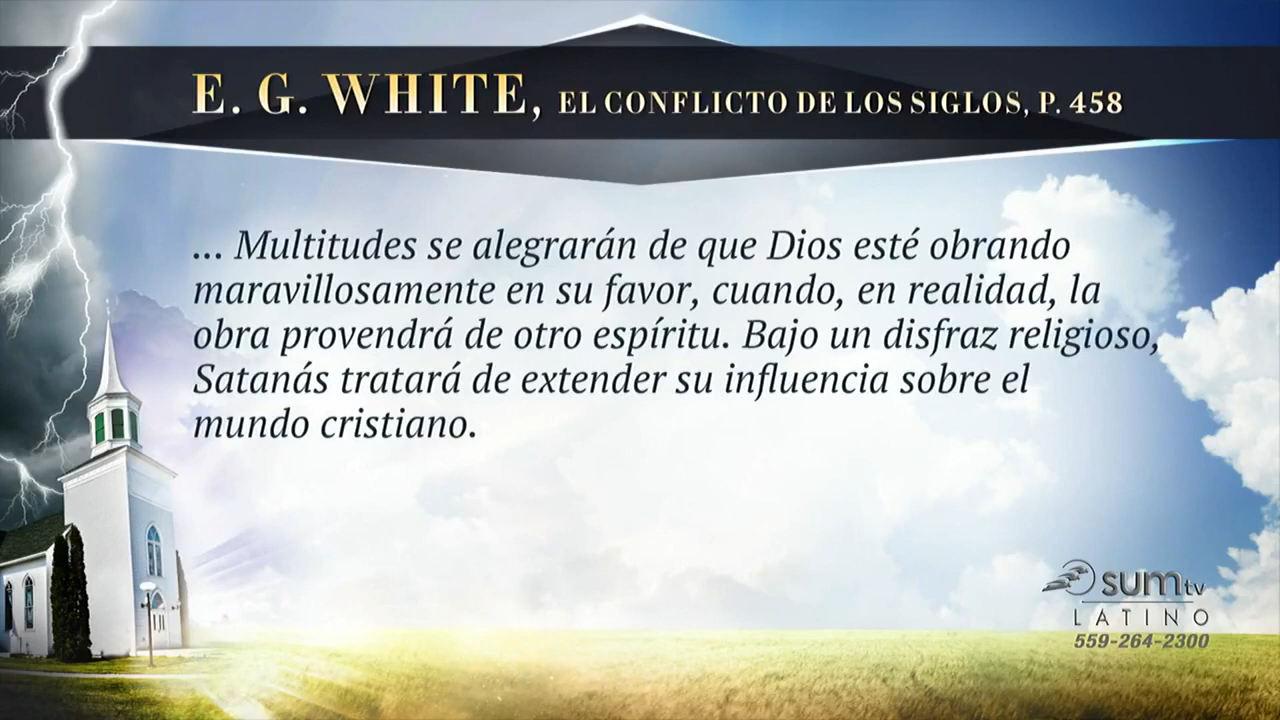 E. G. WHITE, EL CONFLICTO DE LOS SIGLOS, P. 458
... Multitudes se alegrarán de que Dios esté obrando
maravillosamente en su favor, cuando, en realidad, la
obra provendrá de otro espíritu. Bajo un disfraz religioso,
Satanás tratará de extender su influencia sobre el
mundo cristiano.
sumtv
LATINO
559-264-2300